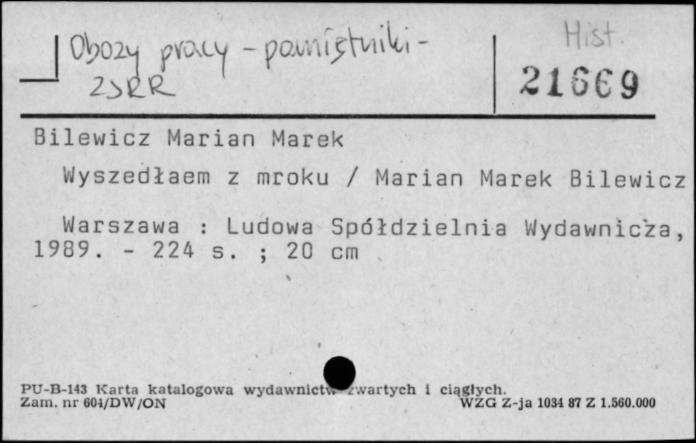 Obozy pracy - pamiętniki - Hist.
ZSRR 21669
Bilewicz Marian Marek
Wyszedłaem z mroku / Marian Marek Bilewicz
Warszawa : Ludowa Spółdzielnia Wydawnicza,
1989. - 224 s. ; 20 cm
PU-B-143 Karta katalogowa wydawnictw zwartych i ciągłych.
Zam. nr 604/DW/ON WZG Z-ja 1034 87 Z 1.560.000